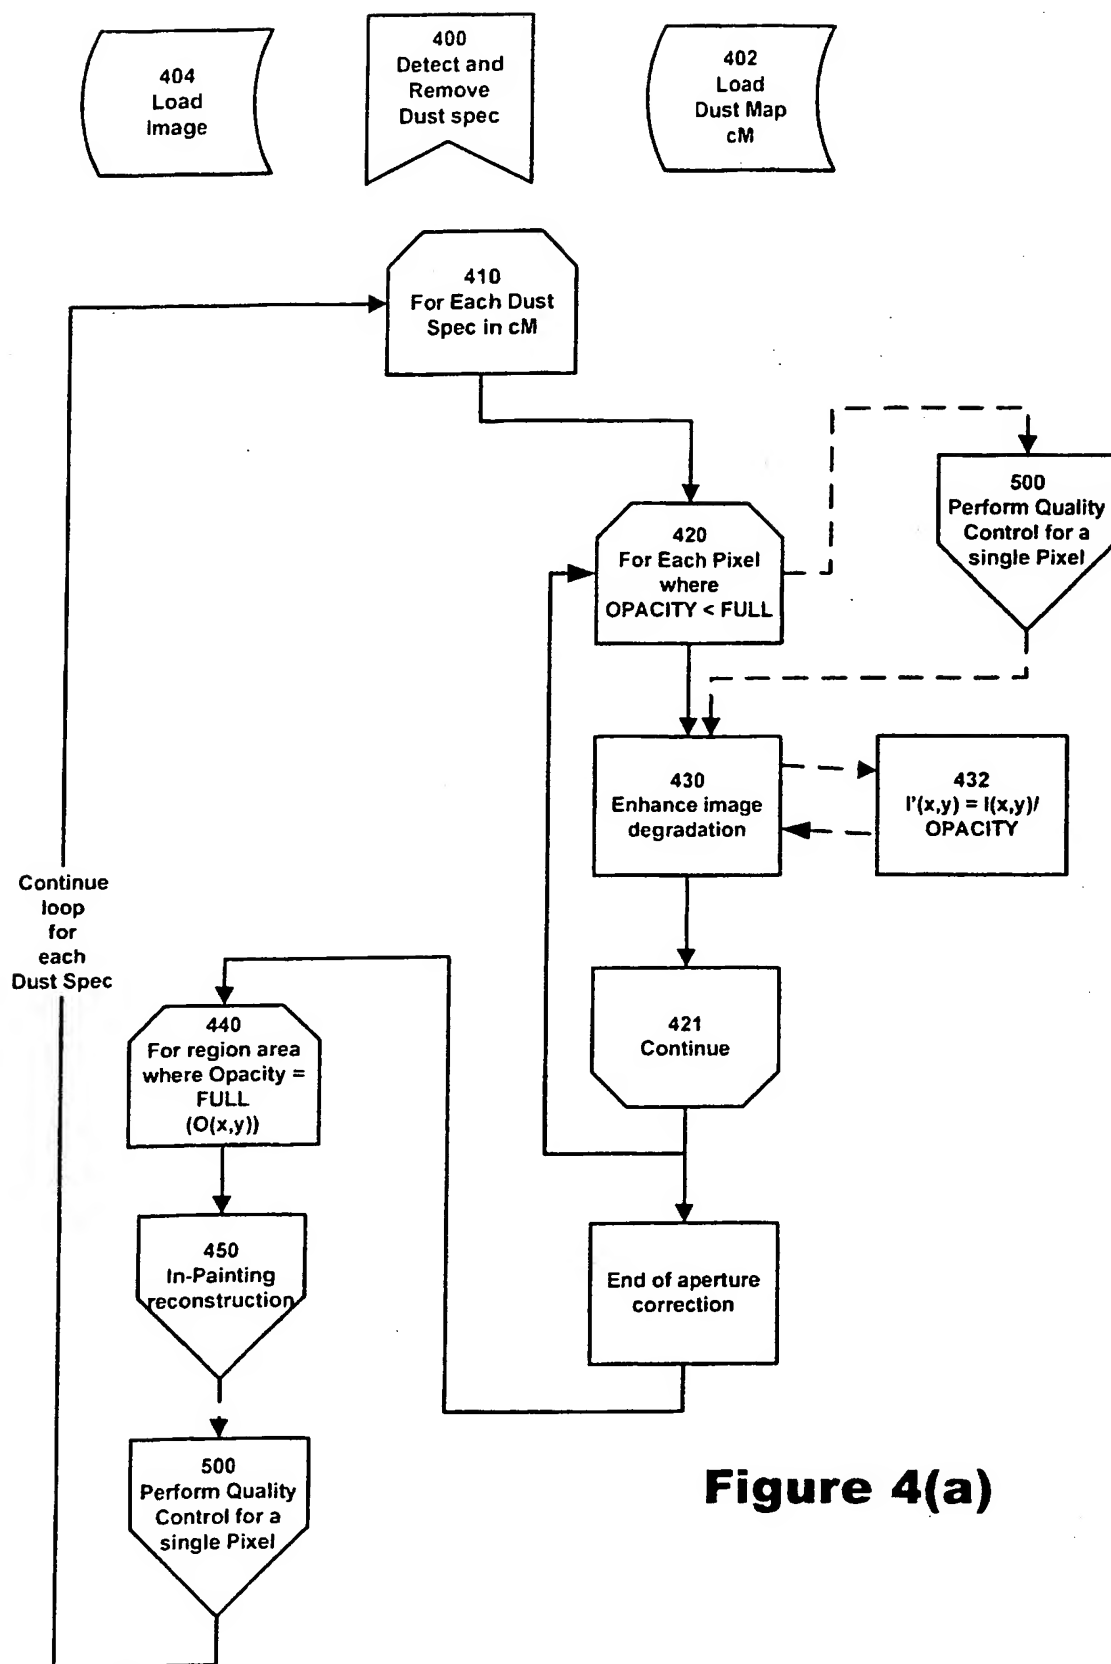 404
Load
Image
400
Detect and
Remove
Dust spec
402
Load
Dust Map
cM
410
For Each Dust
Spec in cM
500
Perform Quality
Control for a
single Pixel
420
For Each Pixel
where
OPACITY < FULL
430
Enhance image
degradation
432
I'(x,y) = I(x,y)/
OPACITY
Continue
loop
for
each
Dust Spec
421
Continue
440
For region area
where Opacity =
FULL
(O(x,y))
450
In-Painting
reconstruction
End of aperture
correction
500
Perform Quality
Control for a
single Pixel
Figure 4(a)